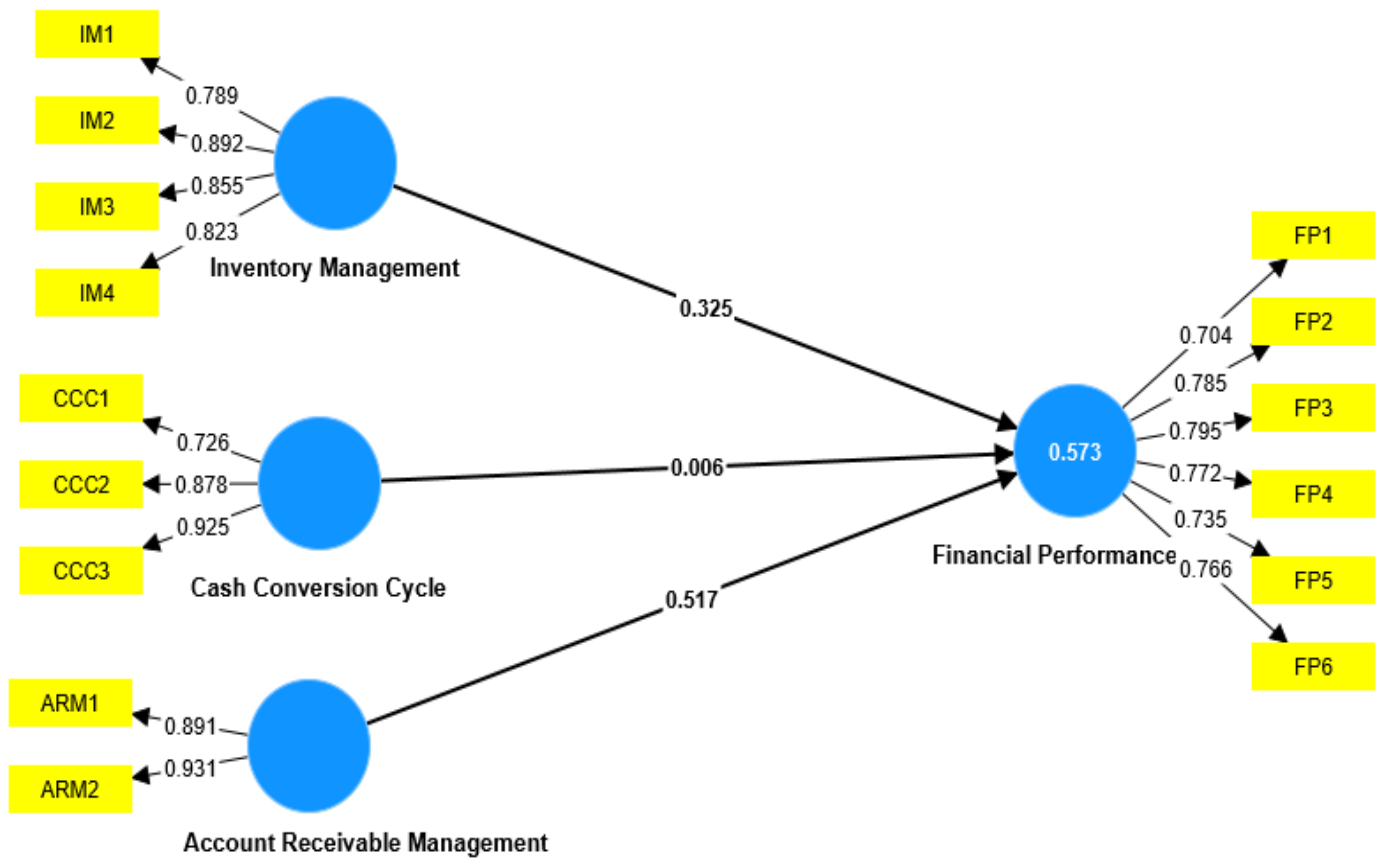 IM1
0.789
IM2
0.892
IM3
0.855
0.823
IM4
Inventory Management
0.325
CCC1
0.726
CCC2
0.878
0.925
CCC3
Cash Conversion Cycle
0.006
ARM1
0.891
ARM2
0.931
Account Receivable Management
0.517
0.573
Financial Performance
FP1
0.704
FP2
0.785
FP3
0.795
0.772
FP4
0.735
FP5
0.766
FP6